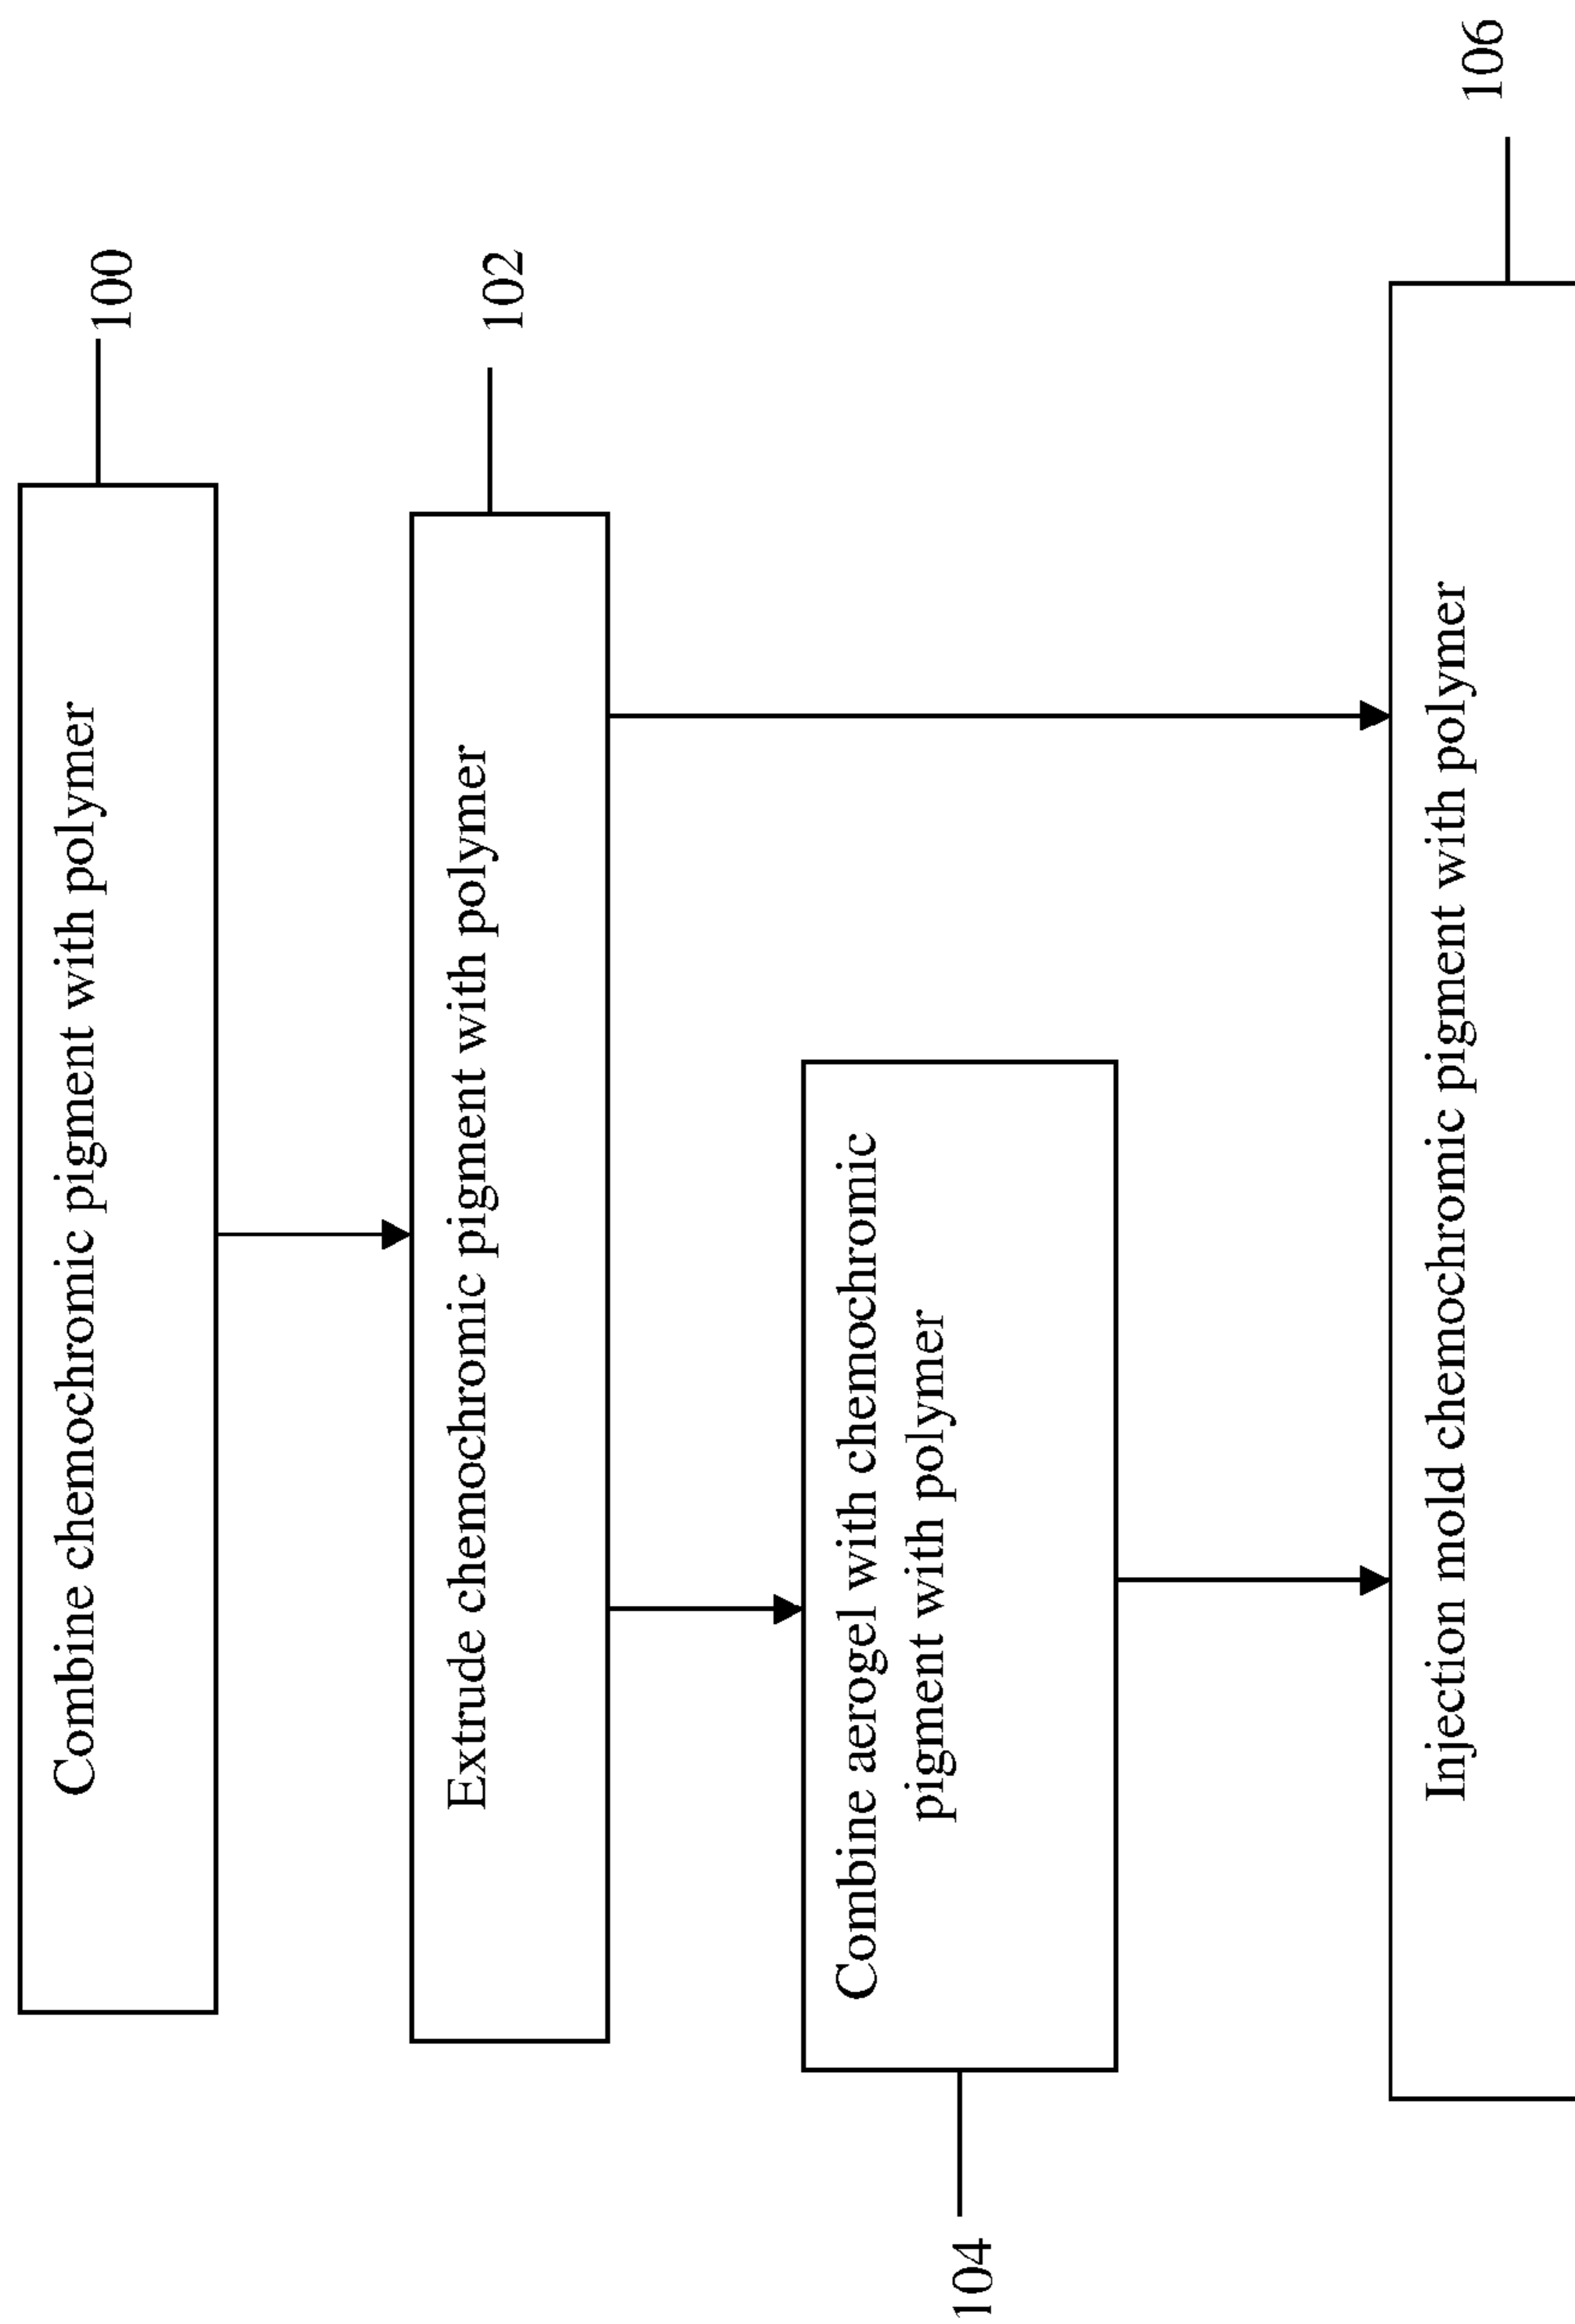 Combine chemochromic pigment with polymer
100
Extrude chemochromic pigment with polymer
102
Combine aerogel with chemochromic
pigment with polymer
104
Injection mold chemochromic pigment with polymer
106